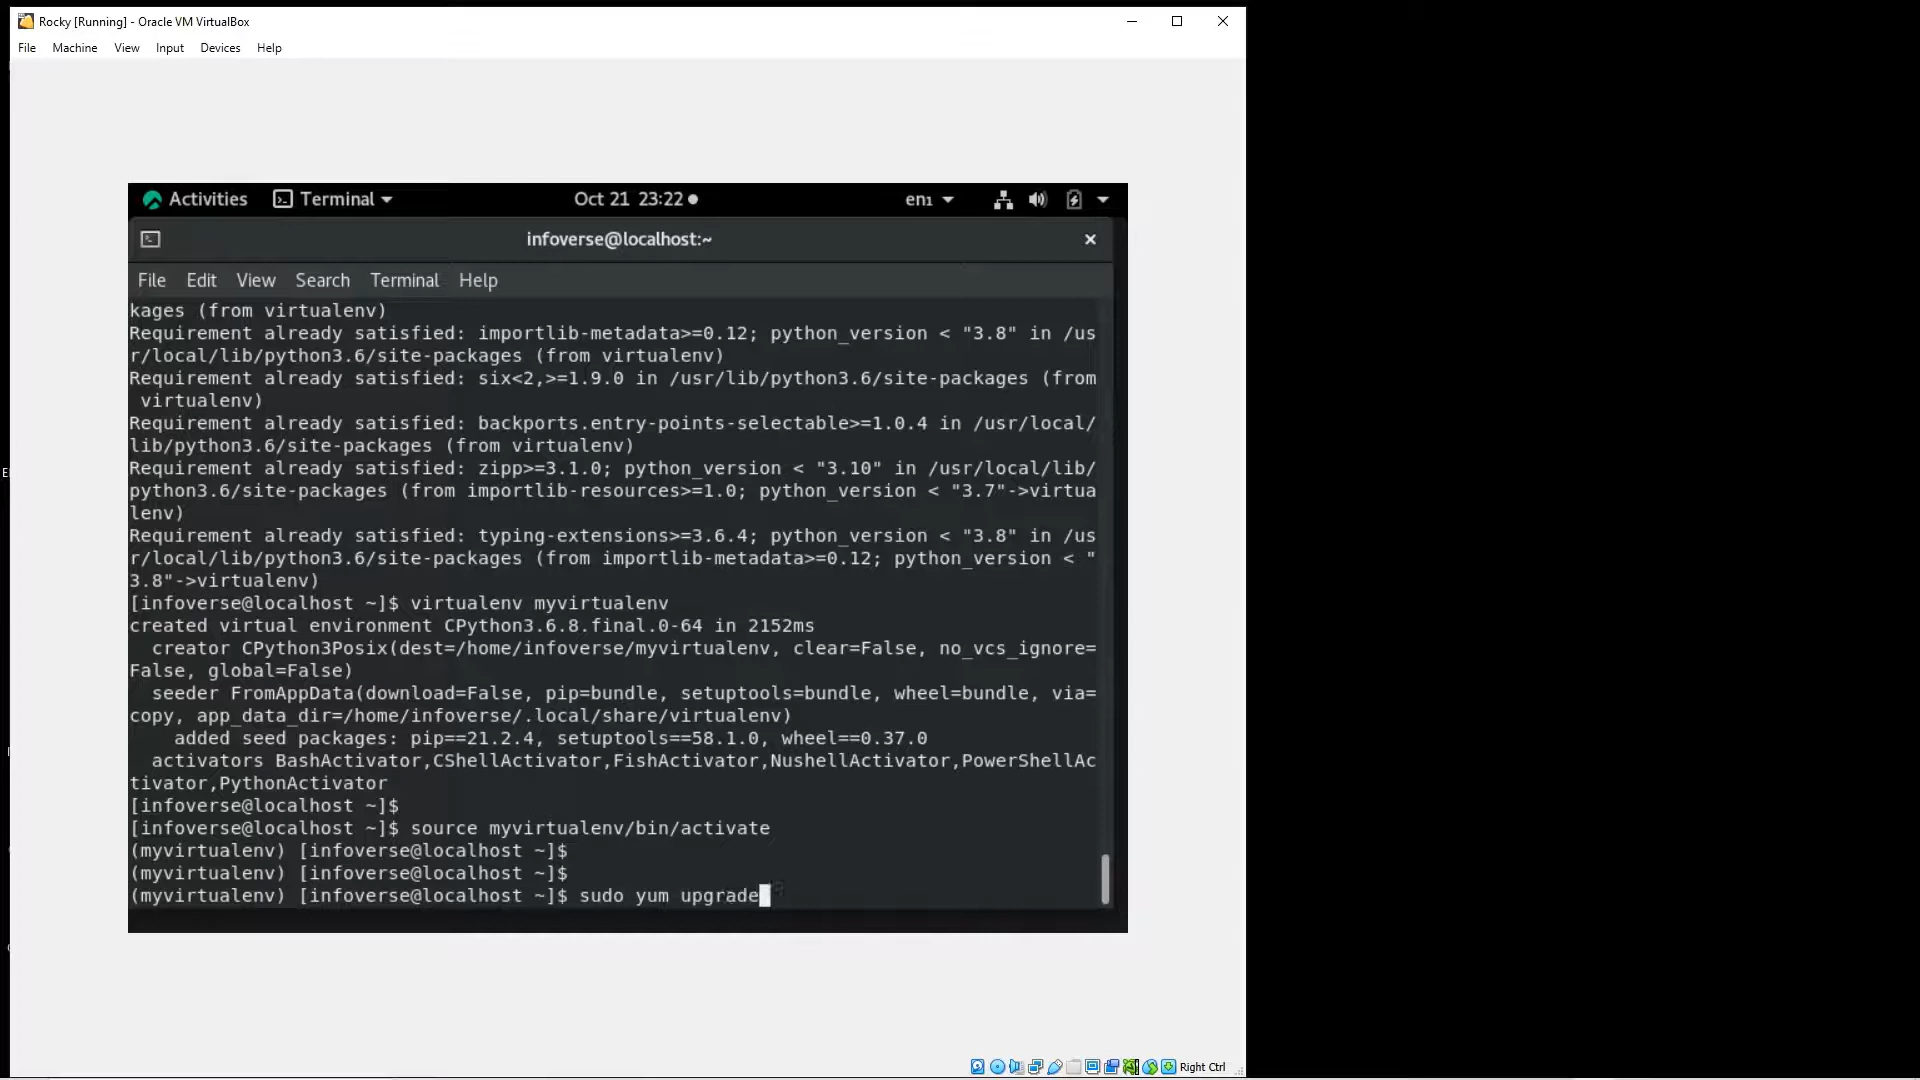 Rocky [Running] - Oracle VM VirtualBox
File Machine View Input Devices Help
Activities Terminal Oct 21 23:22 en1
infoverse@localhost:~
File Edit View Search Terminal Help
kages (from virtualenv)
Requirement already satisfied: importlib-metadata>=0.12; python_version < "3.8" in /us
r/local/lib/python3.6/site-packages (from virtualenv)
Requirement already satisfied: six<2,>=1.9.0 in /usr/lib/python3.6/site-packages (from
 virtualenv)
Requirement already satisfied: backports.entry-points-selectable>=1.0.4 in /usr/local/
lib/python3.6/site-packages (from virtualenv)
Requirement already satisfied: zipp>=3.1.0; python_version < "3.10" in /usr/local/lib/
python3.6/site-packages (from importlib-resources>=1.0; python_version < "3.7"->virtua
lenv)
Requirement already satisfied: typing-extensions>=3.6.4; python_version < "3.8" in /us
r/local/lib/python3.6/site-packages (from importlib-metadata>=0.12; python_version < "
3.8"->virtualenv)
[infoverse@localhost ~]$ virtualenv myvirtualenv
created virtual environment CPython3.6.8.final.0-64 in 2152ms
  creator CPython3Posix(dest=/home/infoverse/myvirtualenv, clear=False, no_vcs_ignore=
False, global=False)
  seeder FromAppData(download=False, pip=bundle, setuptools=bundle, wheel=bundle, via=
copy, app_data_dir=/home/infoverse/.local/share/virtualenv)
    added seed packages: pip==21.2.4, setuptools==58.1.0, wheel==0.37.0
  activators BashActivator,CShellActivator,FishActivator,NushellActivator,PowerShellAc
tivator,PythonActivator
[infoverse@localhost ~]$
[infoverse@localhost ~]$ source myvirtualenv/bin/activate
(myvirtualenv) [infoverse@localhost ~]$
(myvirtualenv) [infoverse@localhost ~]$
(myvirtualenv) [infoverse@localhost ~]$ sudo yum upgrade
Right Ctrl